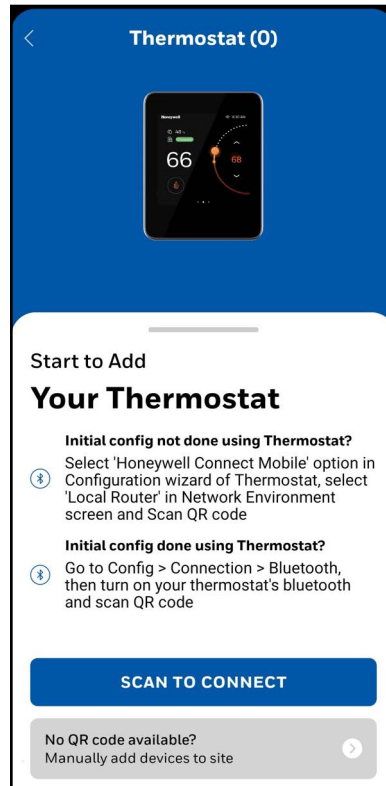 Thermostat (0)
Honeywell
48
66
68
Start to Add
Your Thermostat
Initial config not done using Thermostat?
Select 'Honeywell Connect Mobile' option in
Configuration wizard of Thermostat, select
'Local Router' in Network Environment
screen and Scan QR code
Initial config done using Thermostat?
Go to Config > Connection > Bluetooth,
then turn on your thermostat's bluetooth
and scan QR code
SCAN TO CONNECT
No QR code available?
Manually add devices to site